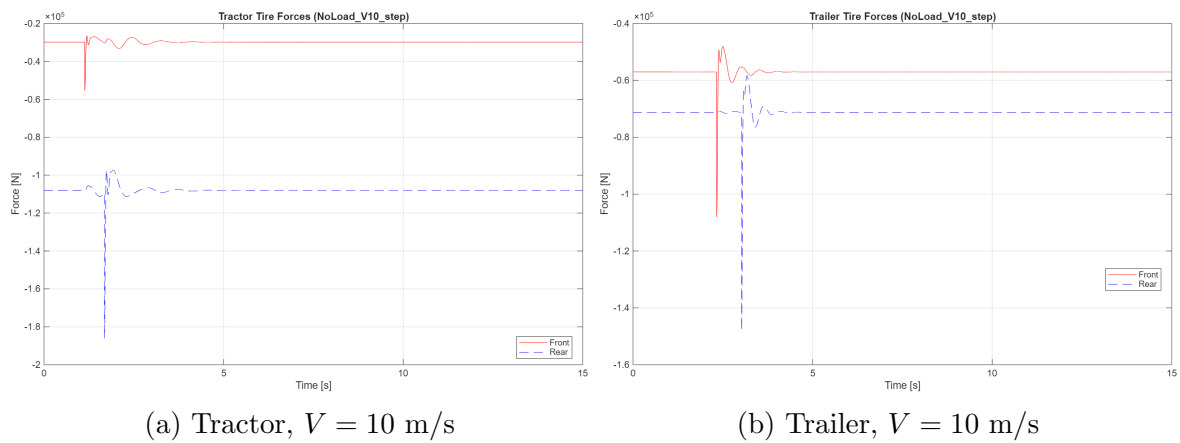 Tractor Tire Forces (NoLoad_V10_step)
×10⁵
-0.2
-0.4
-0.6
-0.8
-1
-1.2
-1.4
-1.6
-1.8
-2
Force [N]
0
5
10
15
Time [s]
Front
Rear
(a) Tractor, V = 10 m/s
Trailer Tire Forces (NoLoad_V10_step)
×10⁵
-0.4
-0.6
-0.8
-1
-1.2
-1.4
-1.6
Force [N]
0
5
10
15
Time [s]
Front
Rear
(b) Trailer, V = 10 m/s